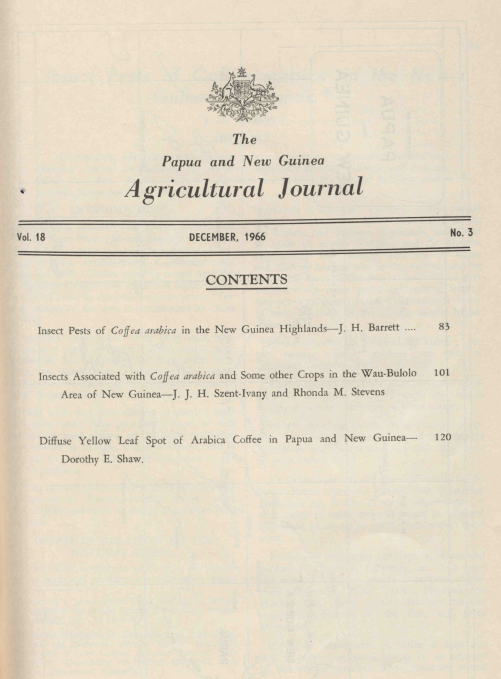 The
Papua and New Guinea
Agricultural Journal
Vol. 18 DECEMBER, 1966 No. 3
CONTENTS
Insect Pests of Coffea arabica in the New Guinea Highlands—J. H. Barrett .... 83
Insects Associated with Coffea arabica and Some other Crops in the Wau-Bulolo 101
Area of New Guinea—J. J. H. Szent-Ivany and Rhonda M. Stevens
Diffuse Yellow Leaf Spot of Arabica Coffee in Papua and New Guinea— 120
Dorothy E. Shaw.